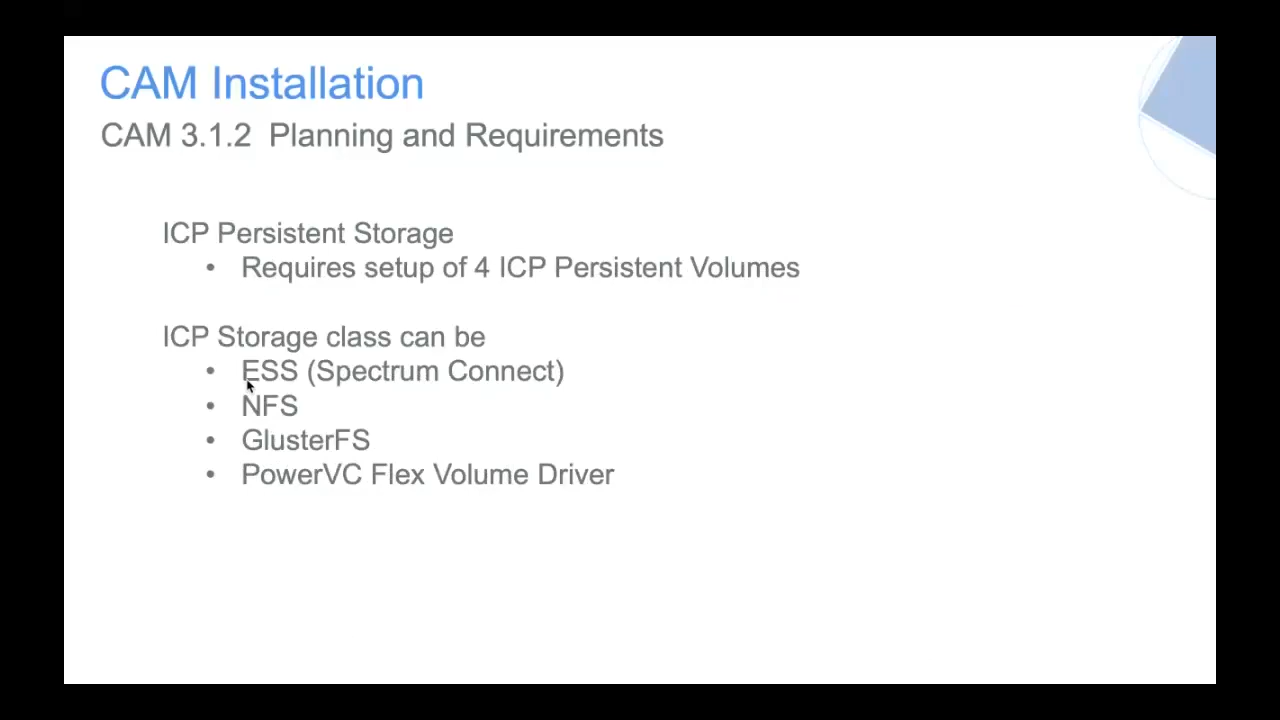 CAM Installation
CAM 3.1.2 Planning and Requirements
ICP Persistent Storage
• Requires setup of 4 ICP Persistent Volumes
ICP Storage class can be
• ESS (Spectrum Connect)
• NFS
• GlusterFS
• PowerVC Flex Volume Driver